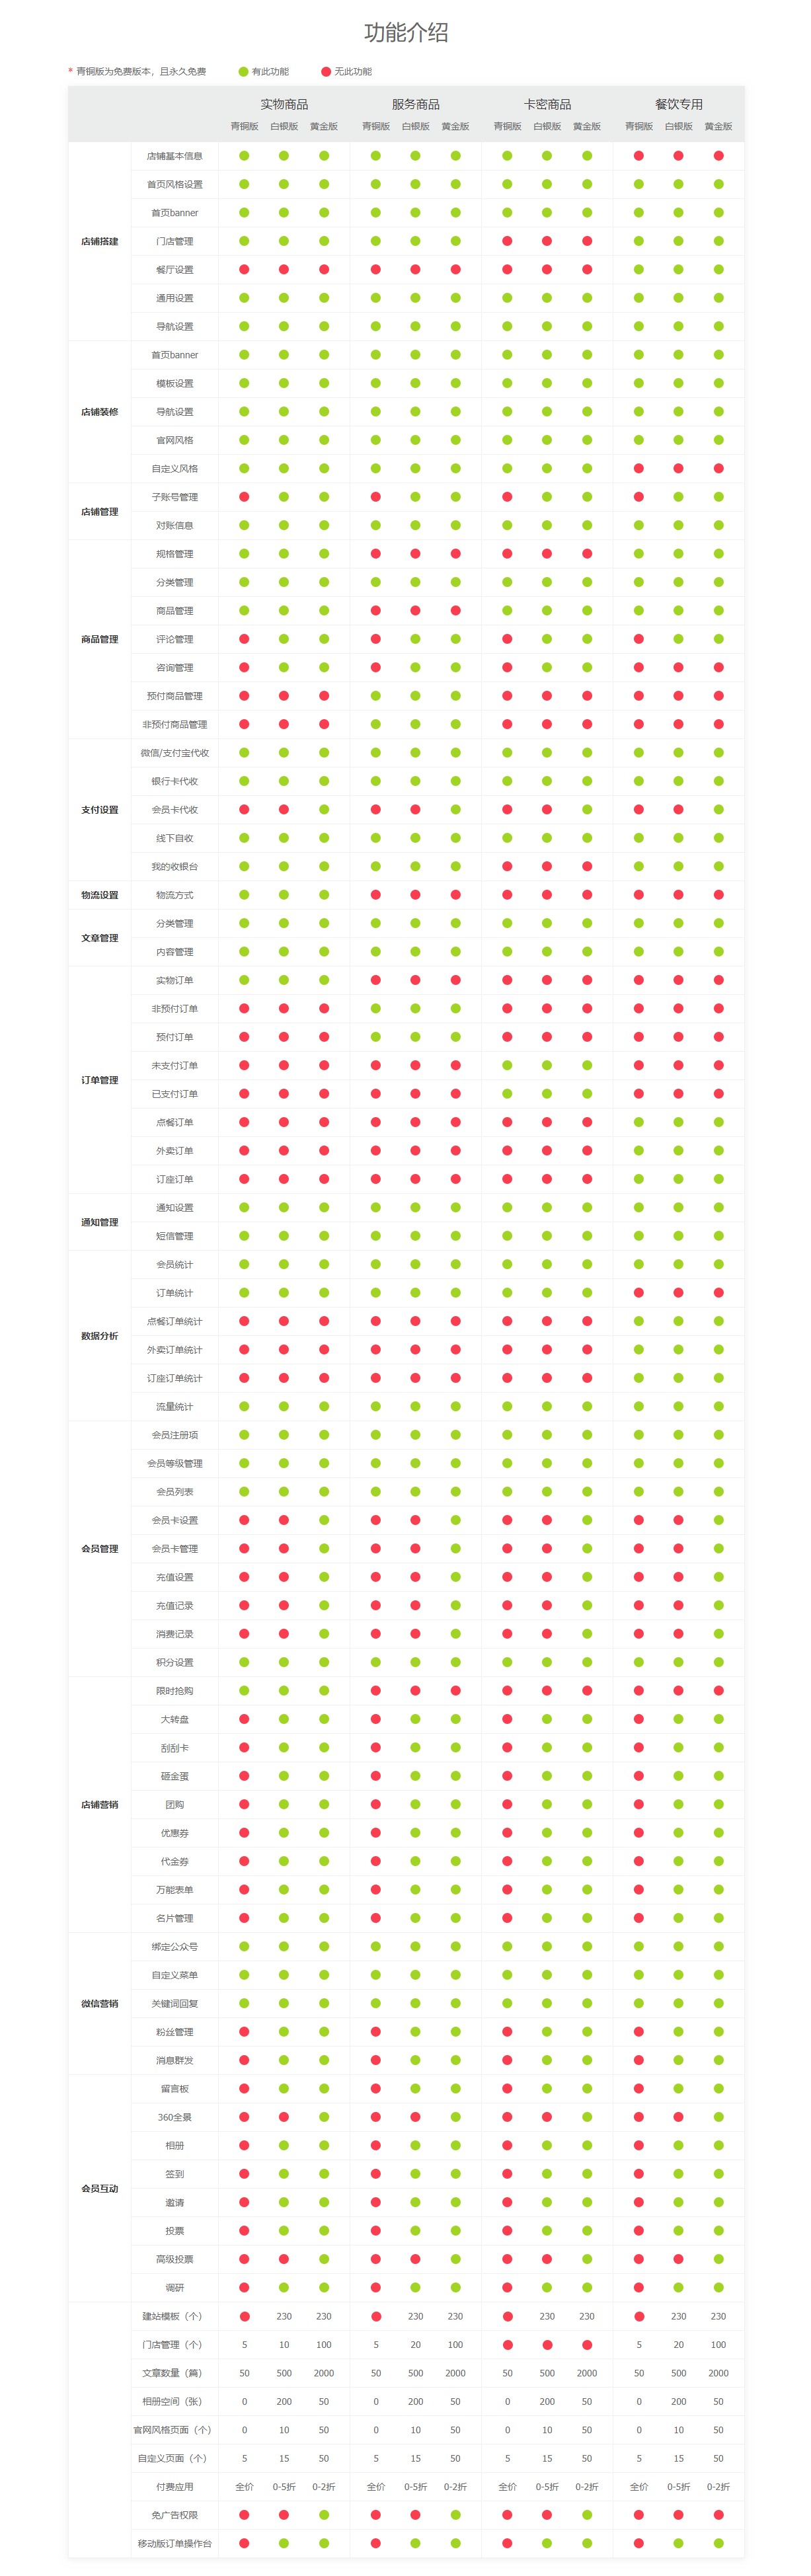 功能介绍
* 青铜版为免费版本，且永久免费 有此功能 无此功能
实物商品 服务商品 卡密商品 餐饮专用
青铜版 白银版 黄金版 青铜版 白银版 黄金版 青铜版 白银版 黄金版 青铜版 白银版 黄金版
店铺基本信息
首页风格设置
首页banner
店铺搭建 门店管理
餐厅设置
通用设置
导航设置
首页banner
模板设置
店铺装修 导航设置
官网风格
自定义风格
店铺管理
子账号管理
对账信息
规格管理
分类管理
商品管理
商品管理 评论管理
咨询管理
预付商品管理
非预付商品管理
微信/支付宝代收
银行卡代收
支付设置 会员卡代收
线下自收
我的收银台
物流设置 物流方式
文章管理
分类管理
内容管理
实物订单
非预付订单
预付订单
未支付订单
订单管理
已支付订单
点餐订单
外卖订单
订座订单
通知管理
通知设置
短信管理
会员统计
订单统计
点餐订单统计
数据分析
外卖订单统计
订座订单统计
流量统计
会员注册项
会员等级管理
会员列表
会员卡设置
会员管理 会员卡管理
充值设置
充值记录
消费记录
积分设置
限时抢购
大转盘
刮刮卡
砸金蛋
店铺营销 团购
优惠券
代金券
万能表单
名片管理
绑定公众号
自定义菜单
微信营销 关键词回复
粉丝管理
消息群发
留言板
360全景
相册
签到
会员互动
邀请
投票
高级投票
调研
建站模板（个） 230 230 230 230 230 230 230 230
门店管理（个） 5 10 100 5 20 100 5 20 100
文章数量（篇） 50 500 2000 50 500 2000 50 500 2000 50 500 2000
相册空间（张） 0 200 50 0 200 50 0 200 50 0 200 50
官网风格页面（个） 0 10 50 0 10 50 0 10 50 0 10 50
自定义页面（个） 5 15 50 5 15 50 5 15 50 5 15 50
付费应用 全价 0-5折 0-2折 全价 0-5折 0-2折 全价 0-5折 0-2折 全价 0-5折 0-2折
免广告权限
移动版订单操作台